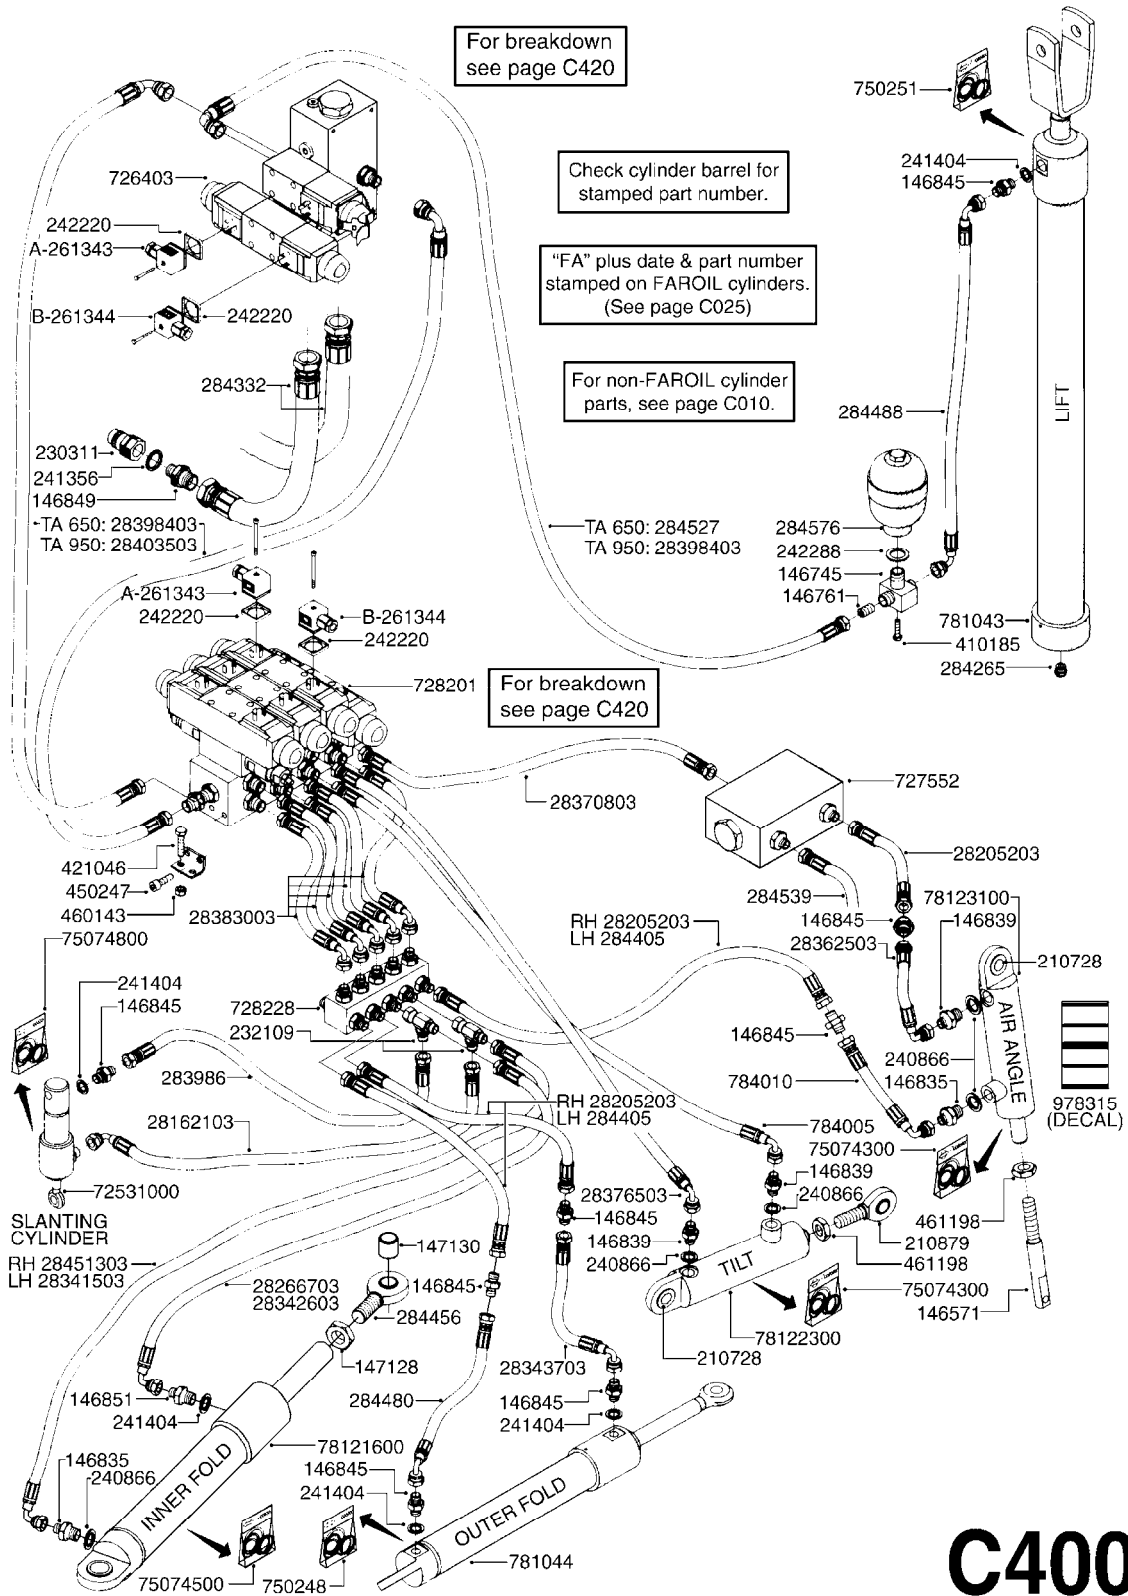 For breakdown
see page C420
750251
241404
146845
726403
Check cylinder barrel for
stamped part number.
242220
A-261343
"FA" plus date & part number
stamped on FAROIL cylinders.
(See page C025)
B-261344
242220
For non-FAROIL cylinder
parts, see page C010.
284332
LIFT
284488
230311
241356
146849
TA 650: 28398403
TA 950: 28403503
TA 650: 284527
TA 950: 28398403
284576
242288
146745
146761
A-261343
242220
B-261344
242220
781043
410185
284265
728201
For breakdown
see page C420
727552
28370803
28205203
421046
450247
460143
75074800
28383003
284539
78123100
146845
146839
RH 28205203
LH 284405
28362503
210728
241404
146845
728228
232109
146845
AIR ANGLE
240866
146835
784010
978315
(DECAL)
283986
RH 28205203
LH 284405
28162103
784005
75074300
146839
240866
72531000
28376503
146845
461198
SLANTING
CYLINDER
147130
146839
210879
240866
TILT
461198
RH 28451303
LH 28341503
28266703
28342603
146845
75074300
284456
146571
78122300
147128
28343703
210728
146851
284480
146845
241404
241404
78121600
146835
240866
146845
241404
INNER FOLD
OUTER FOLD
781044
75074500
750248
C400